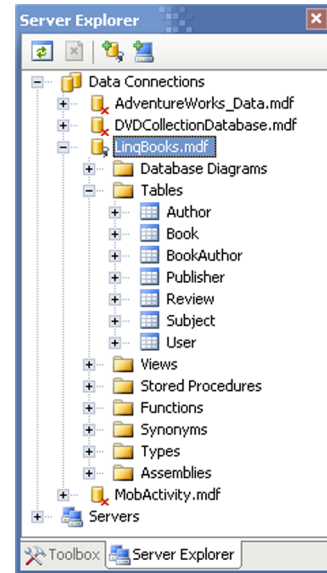 Server Explorer
Data Connections
AdventureWorks_Data.mdf
DVDCollectionDatabase.mdf
LinqBooks.mdf
Database Diagrams
Tables
Author
Book
BookAuthor
Publisher
Review
Subject
User
Views
Stored Procedures
Functions
Synonyms
Types
Assemblies
MobActivity.mdf
Servers
Toolbox Server Explorer